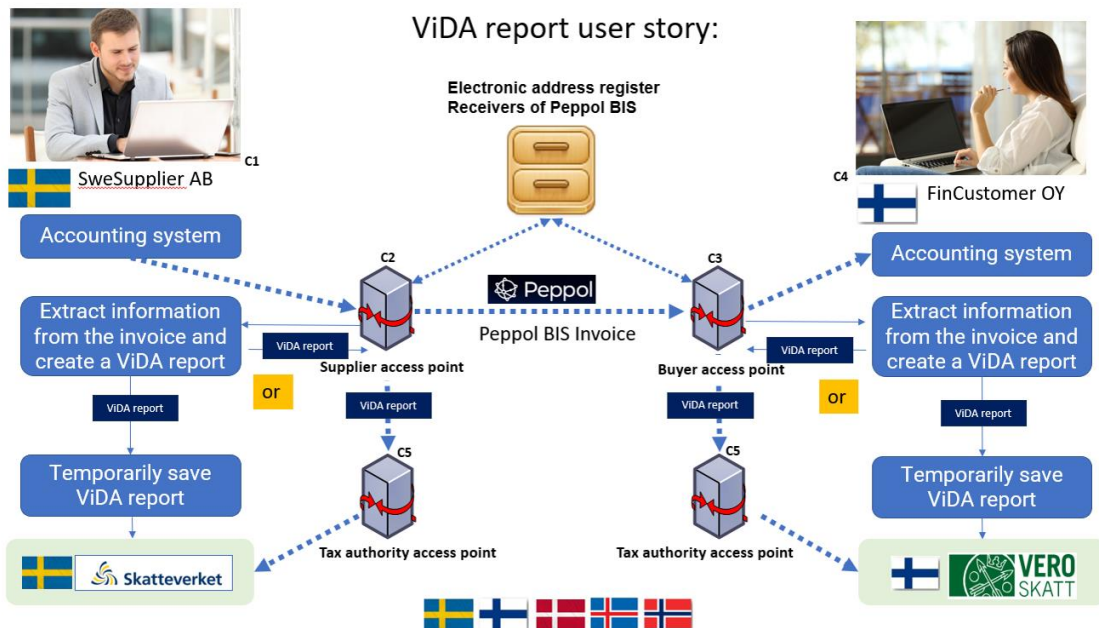 ViDA report user story:
Electronic address register
Receivers of Peppol BIS
C1
SweSupplier AB
C4
FinCustomer OY
Accounting system
C2
Peppol
Peppol BIS Invoice
C3
Accounting system
Extract information
from the invoice and
create a ViDA report
ViDA report
Supplier access point
or
ViDA report
Buyer access point
ViDA report
or
Extract information
from the invoice and
create a ViDA report
ViDA report
ViDA report
ViDA report
ViDA report
Temporarily save
ViDA report
C5
Tax authority access point
C5
Tax authority access point
Temporarily save
ViDA report
Skatteverket
VERO
SKATT